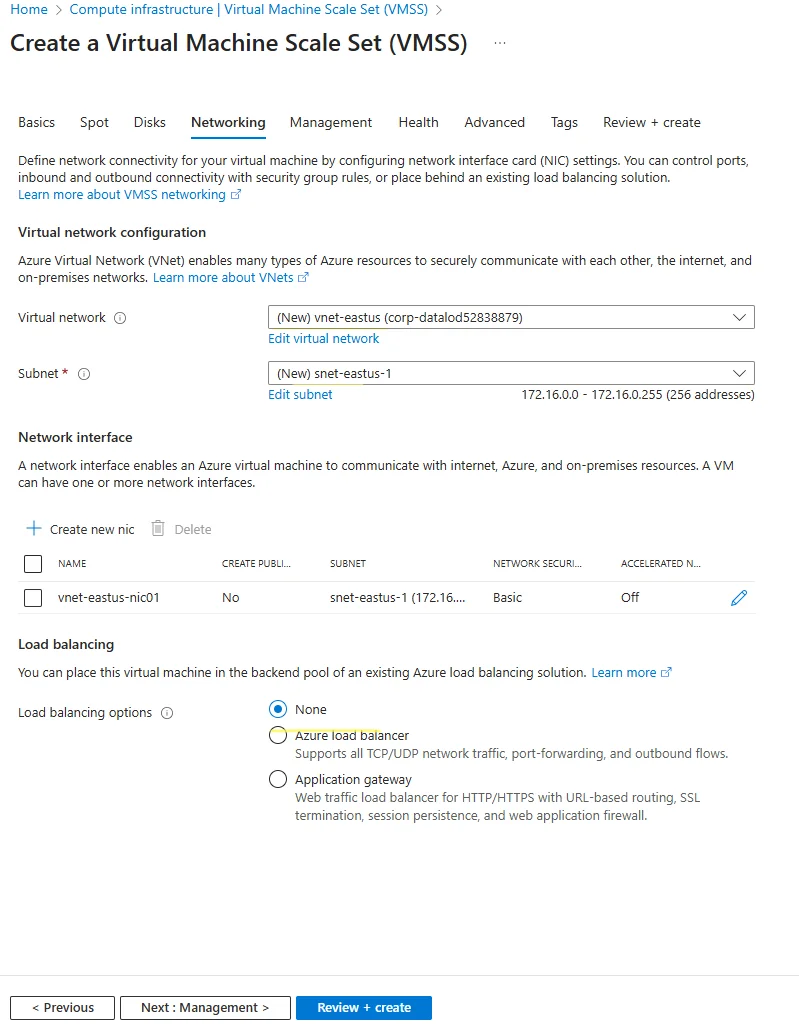 Home > Compute infrastructure | Virtual Machine Scale Set (VMSS) >
Create a Virtual Machine Scale Set (VMSS) ...
Basics Spot Disks Networking Management Health Advanced Tags Review + create
Define network connectivity for your virtual machine by configuring network interface card (NIC) settings. You can control ports,
inbound and outbound connectivity with security group rules, or place behind an existing load balancing solution.
Learn more about VMSS networking
Virtual network configuration
Azure Virtual Network (VNet) enables many types of Azure resources to securely communicate with each other, the internet, and
on-premises networks. Learn more about VNets
Virtual network (New) vnet-eastus (corp-datalod52838879)
Edit virtual network
Subnet * (New) snet-eastus-1
Edit subnet 172.16.0.0 - 172.16.0.255 (256 addresses)
Network interface
A network interface enables an Azure virtual machine to communicate with internet, Azure, and on-premises resources. A VM
can have one or more network interfaces.
Create new nic Delete
NAME CREATE PUBLI... SUBNET NETWORK SECURI... ACCELERATED N...
vnet-eastus-nic01 No snet-eastus-1 (172.16.... Basic Off
Load balancing
You can place this virtual machine in the backend pool of an existing Azure load balancing solution. Learn more
Load balancing options None
Azure load balancer
Supports all TCP/UDP network traffic, port-forwarding, and outbound flows.
Application gateway
Web traffic load balancer for HTTP/HTTPS with URL-based routing, SSL
termination, session persistence, and web application firewall.
< Previous Next : Management > Review + create